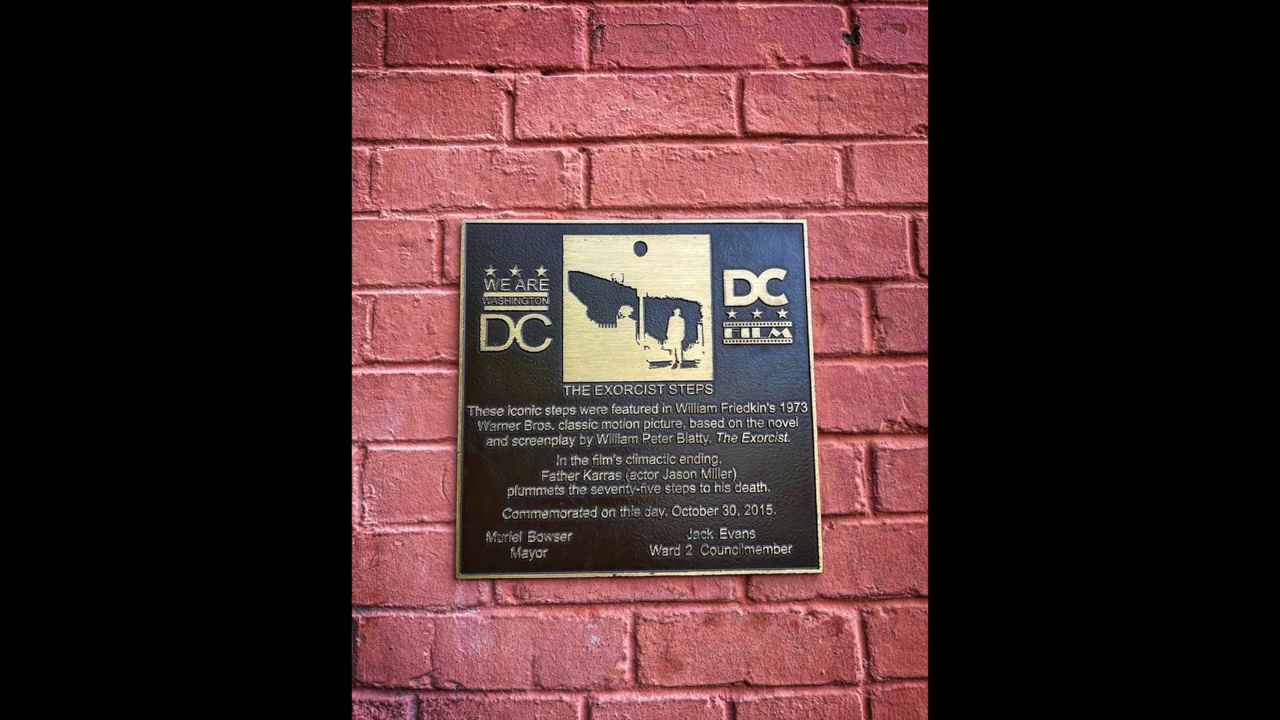 WE ARE
WASHINGTON
DC
DC
FILM
THE EXORCIST STEPS
These iconic steps were featured in William Friedkin's 1973
Warner Bros. classic motion picture, based on the novel
and screenplay by William Peter Blatty, The Exorcist.
In the film's climactic ending,
Father Karras (actor Jason Miller)
plummets the seventy-five steps to his death.
Commemorated on this day, October 30, 2015.
Muriel Bowser
Mayor
Jack Evans
Ward 2 Councilmember